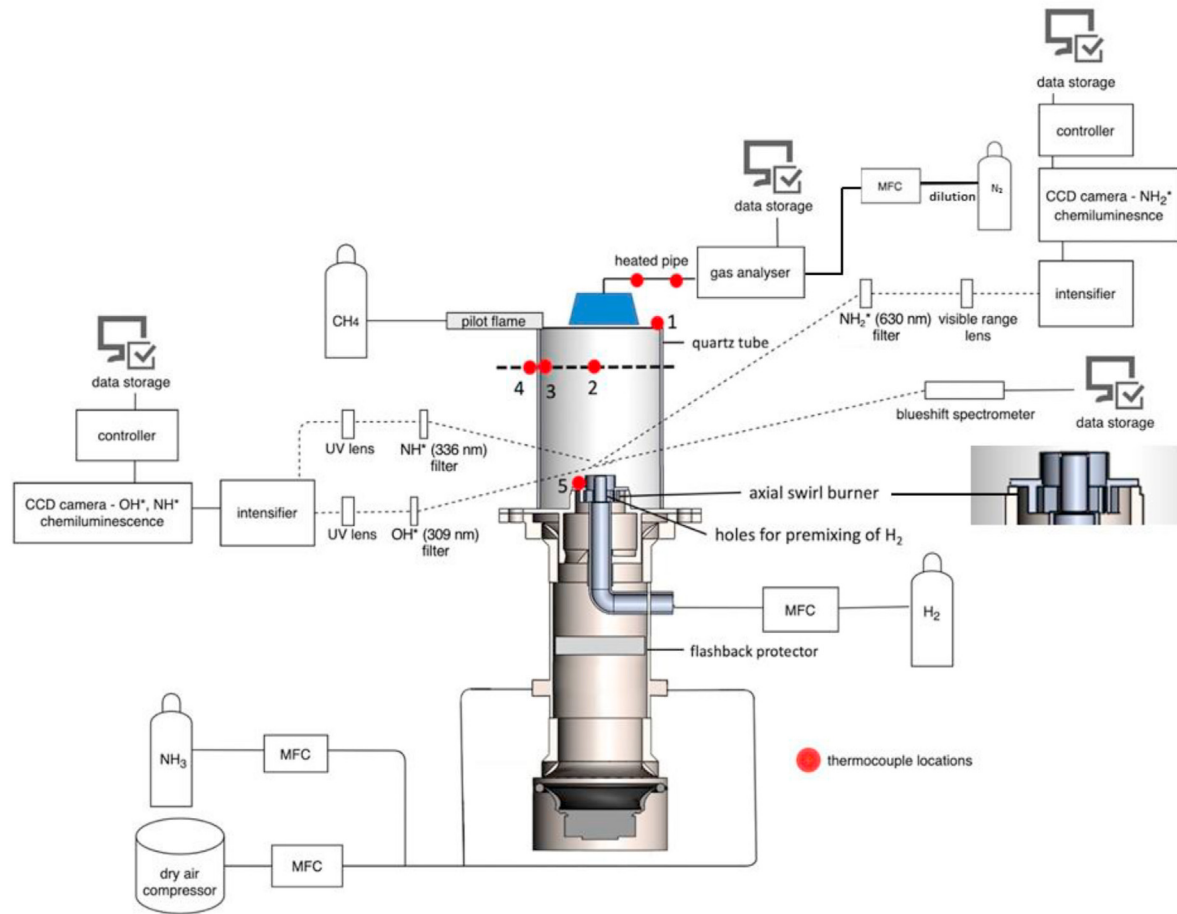 data storage
controller
CCD camera - NH₂*
chemiluminesnce
intensifier
data storage
MFC
dilution
N₂
heated pipe
gas analyser
CH₄
pilot flame
1
quartz tube
NH₂* (630 nm)
filter
visible range
lens
data storage
4
3
2
blueshift spectrometer
data storage
controller
UV lens
NH* (336 nm)
filter
CCD camera - OH*, NH*
chemiluminescence
intensifier
UV lens
OH* (309 nm)
filter
5
axial swirl burner
holes for premixing of H₂
MFC
H₂
flashback protector
NH₃
MFC
thermocouple locations
dry air
compressor
MFC